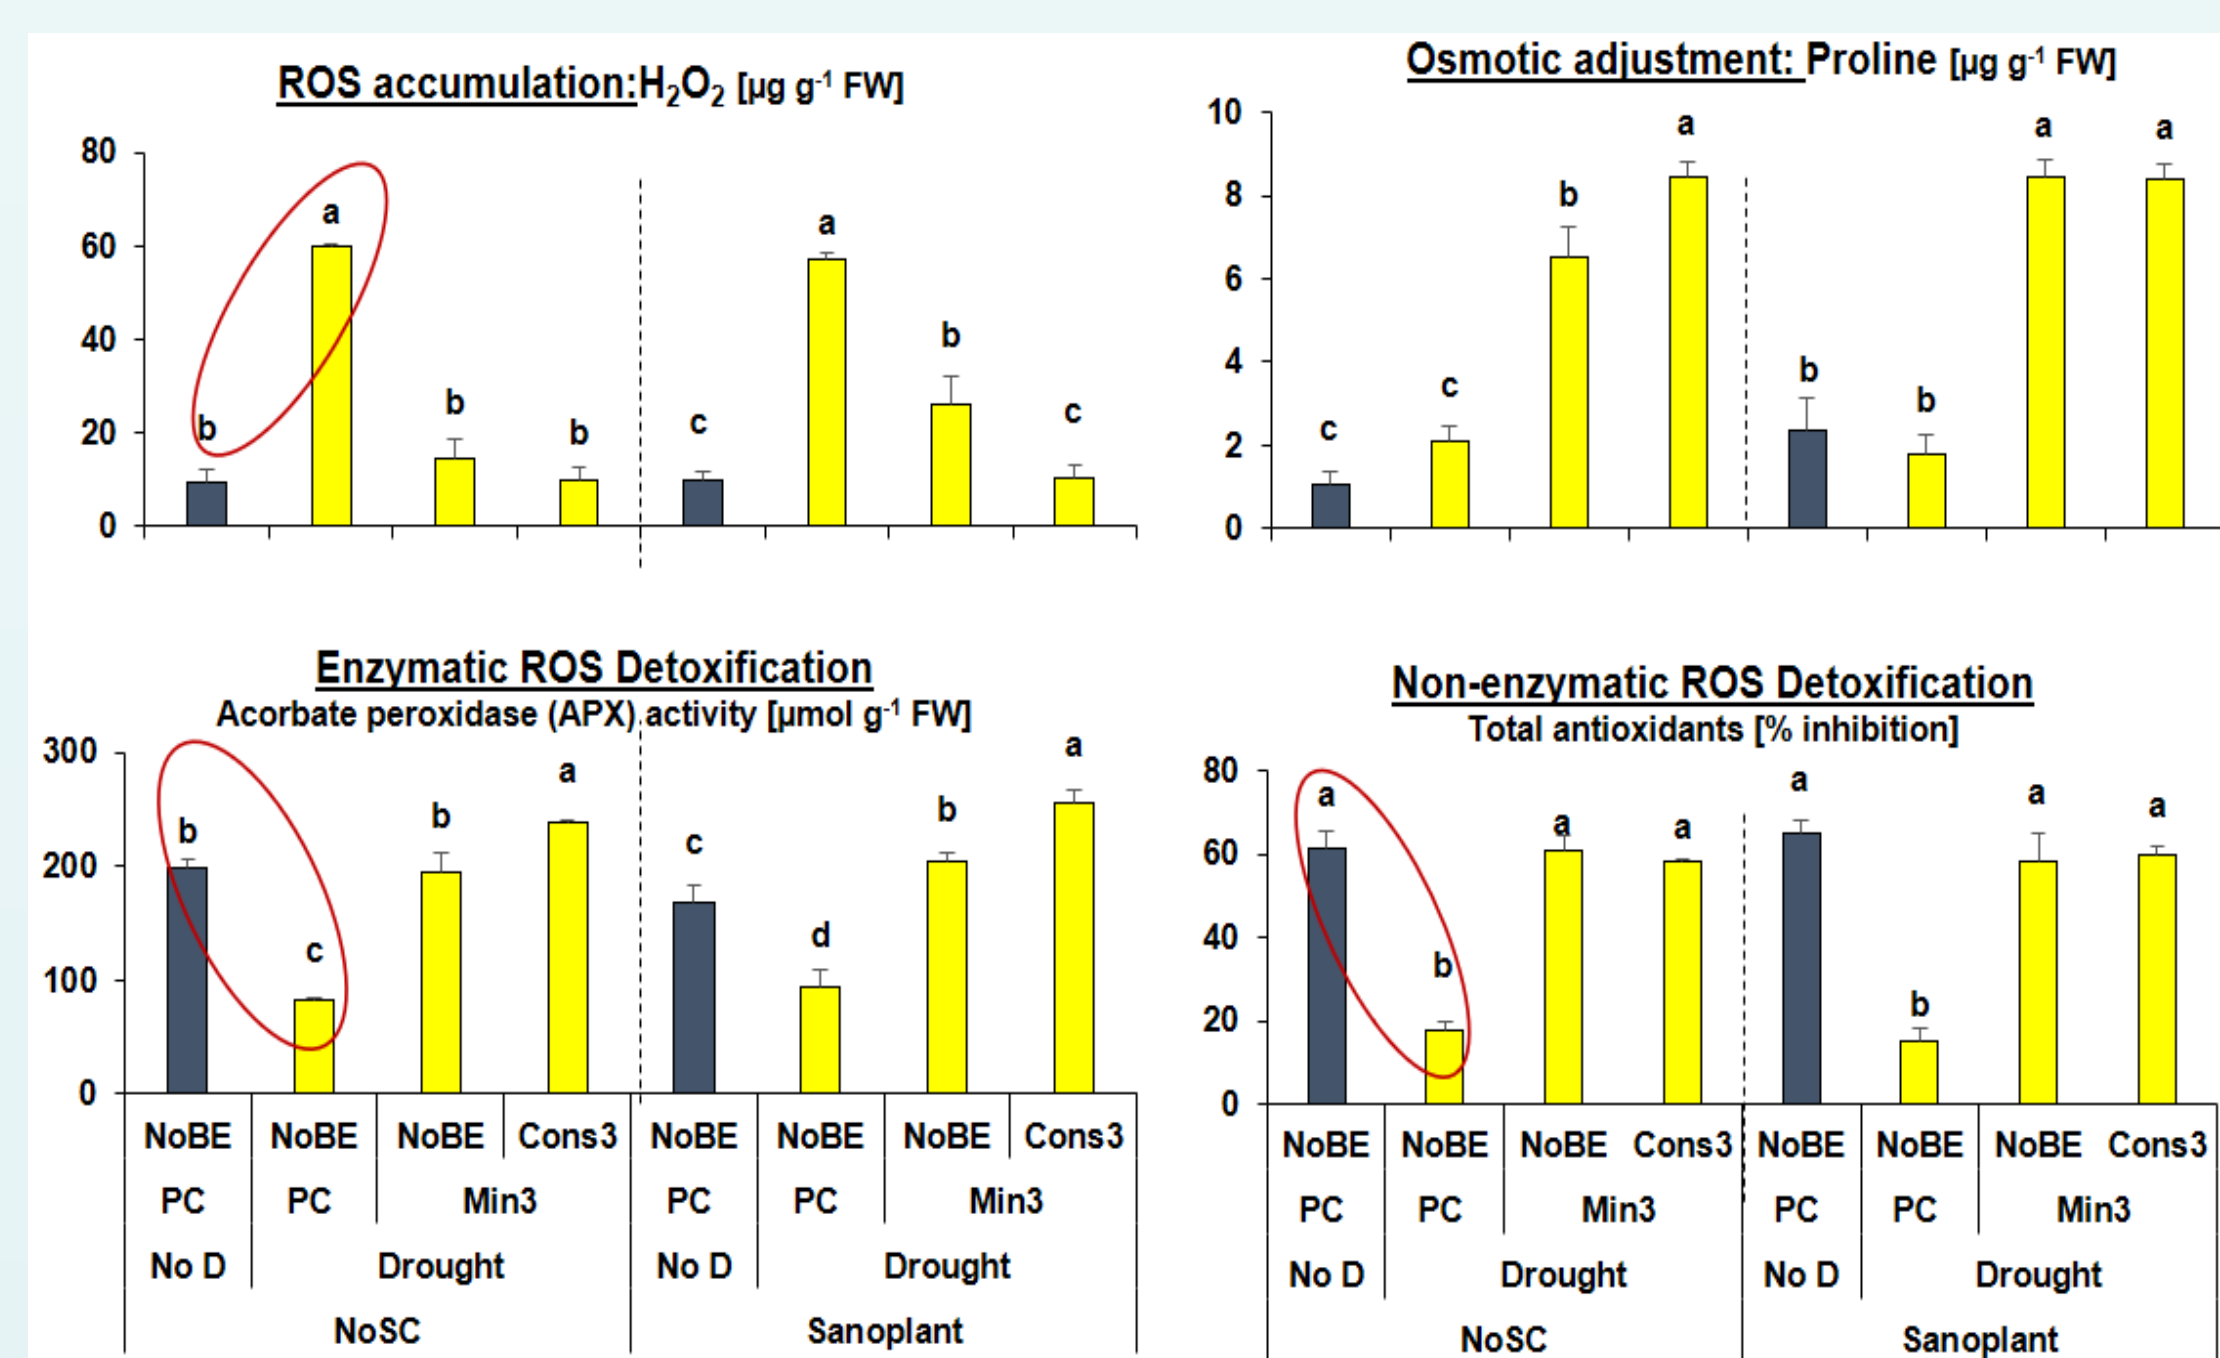 ROS accumulation:H₂O₂ [µg g⁻¹ FW]
80
60
40
20
0
b
a
b
b
c
a
b
c
Osmotic adjustment: Proline [µg g⁻¹ FW]
10
8
6
4
2
0
c
c
b
a
b
b
a
a
Enzymatic ROS Detoxification
Acorbate peroxidase (APX) activity [µmol g⁻¹ FW]
300
200
100
0
b
c
b
a
c
d
b
a
NoBE NoBE NoBE Cons3 NoBE NoBE NoBE Cons3
PC PC Min3 PC PC Min3
No D Drought No D Drought
NoSC Sanoplant
Non-enzymatic ROS Detoxification
Total antioxidants [% inhibition]
80
60
40
20
0
a
b
a
a
a
b
a
a
NoBE NoBE NoBE Cons3 NoBE NoBE NoBE Cons3
PC PC Min3 PC PC Min3
No D Drought No D Drought
NoSC Sanoplant